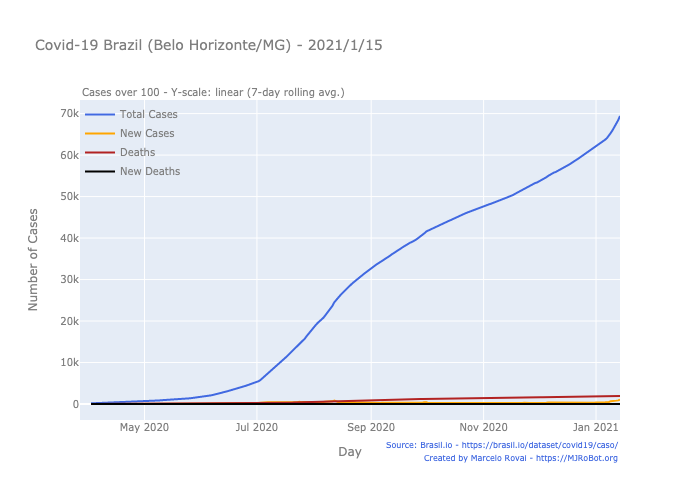 Covid-19 Brazil (Belo Horizonte/MG) - 2021/1/15
Cases over 100 - Y-scale: linear (7-day rolling avg.)
Total Cases
New Cases
Deaths
New Deaths
70k
60k
50k
40k
30k
20k
10k
0
Number of Cases
May 2020
Jul 2020
Sep 2020
Nov 2020
Jan 2021
Day
Source: Brasil.io - https://brasil.io/dataset/covid19/caso/
Created by Marcelo Rovai - https://MJRoBot.org